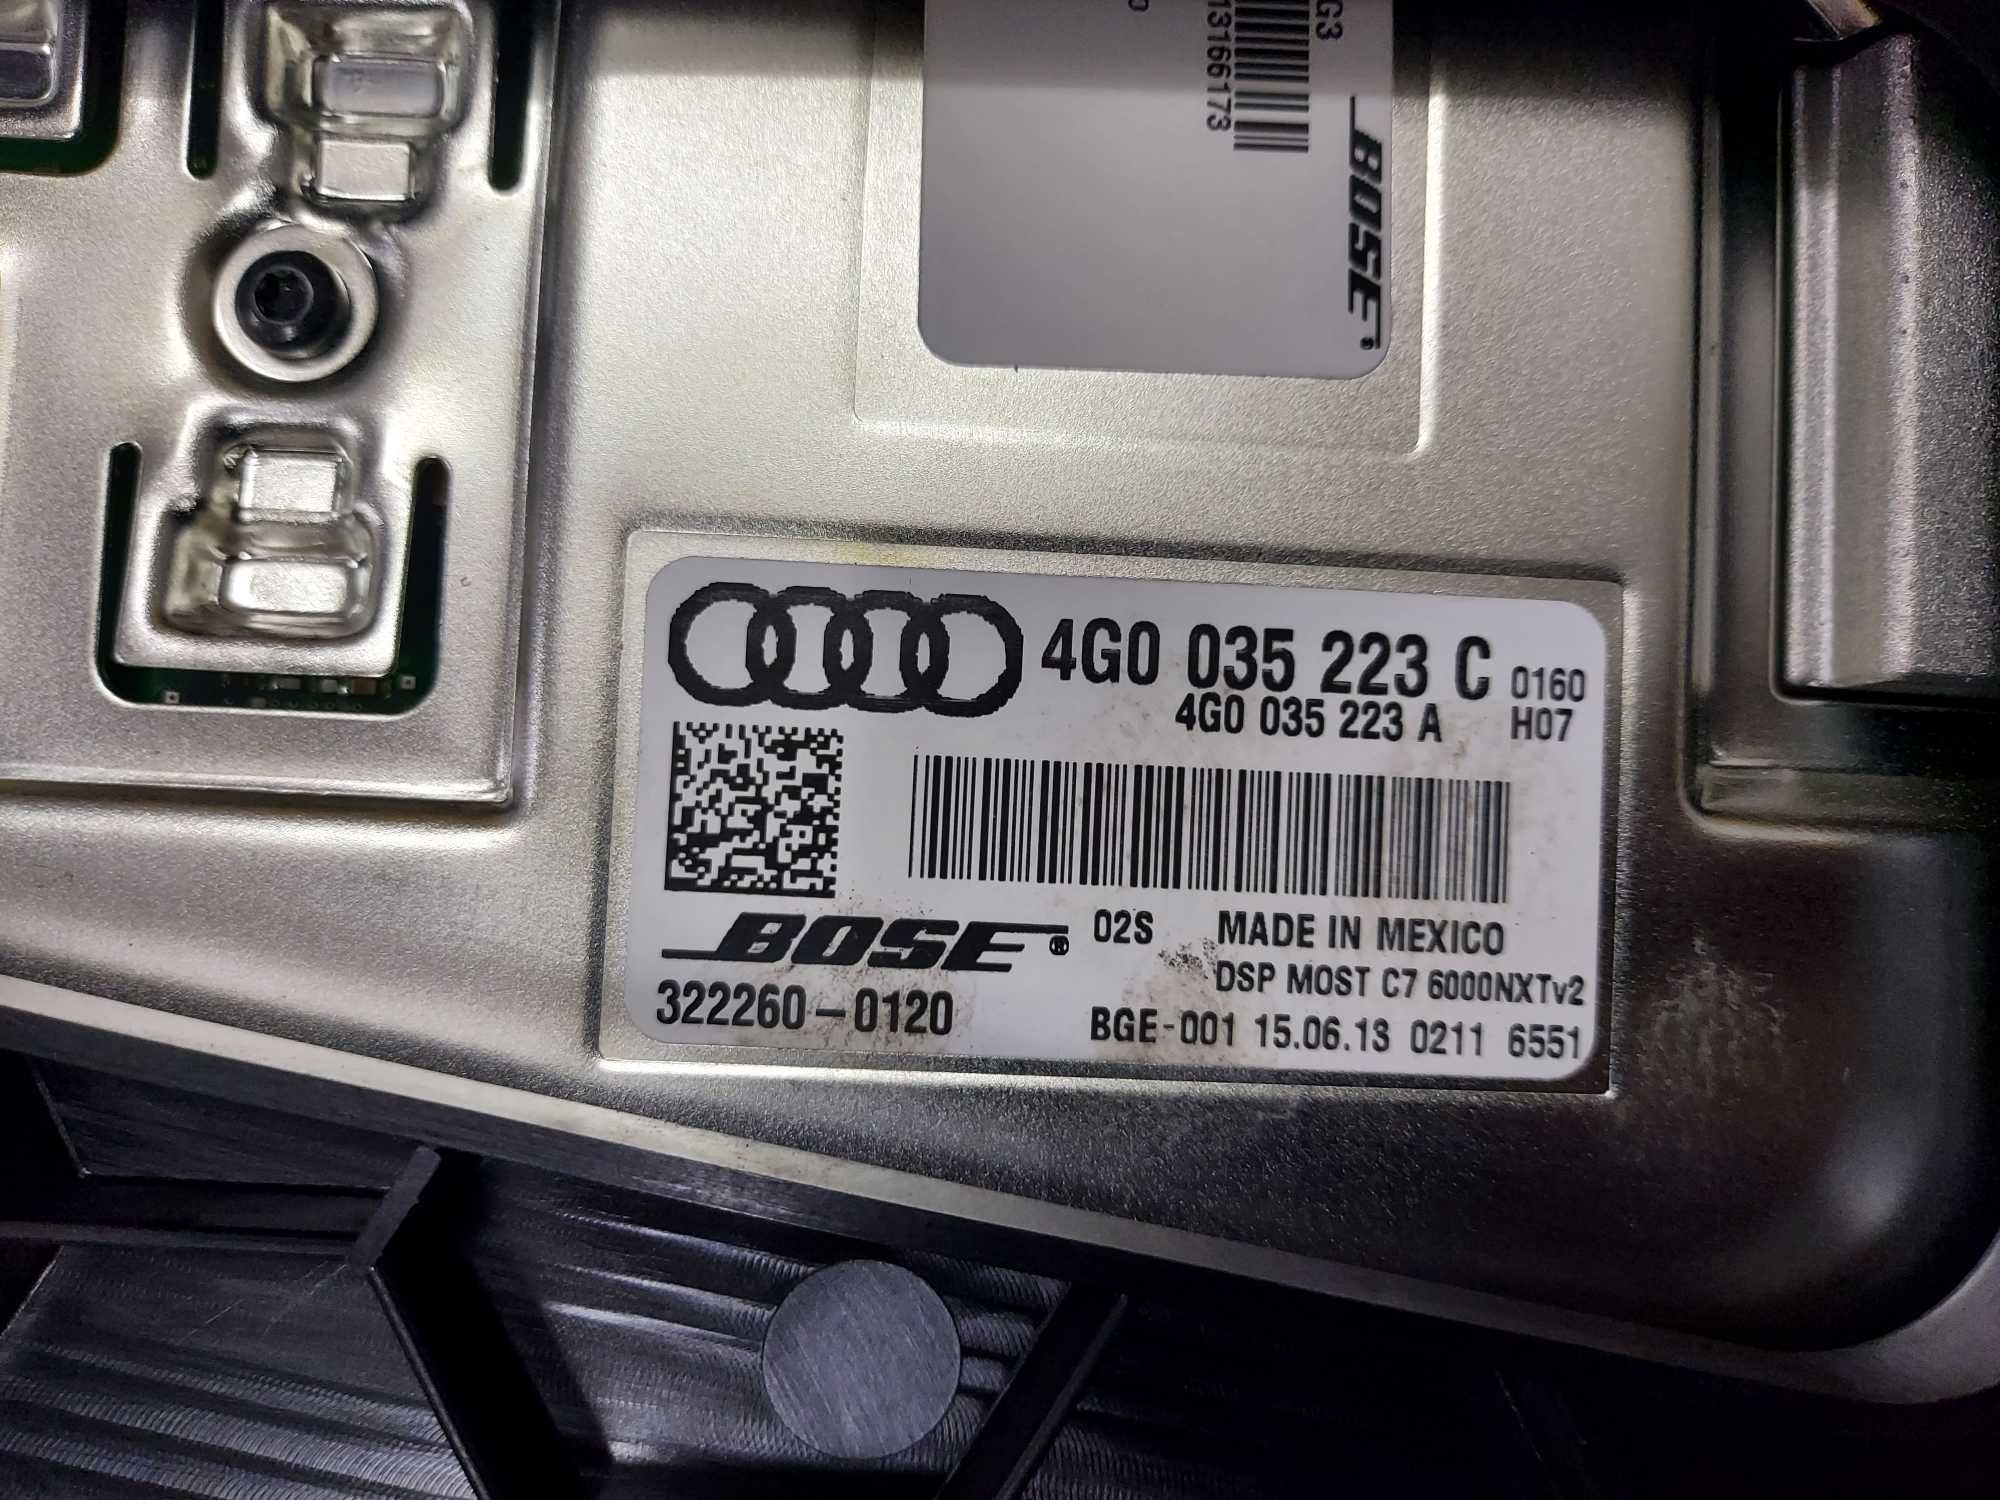 G3
13166173
BOSE®
4G0 035 223 C 0160
4G0 035 223 A H07
BOSE® 02S MADE IN MEXICO
DSP MOST C7 6000NXTv2
322260-0120 BGE-001 15.06.13 0211 6551